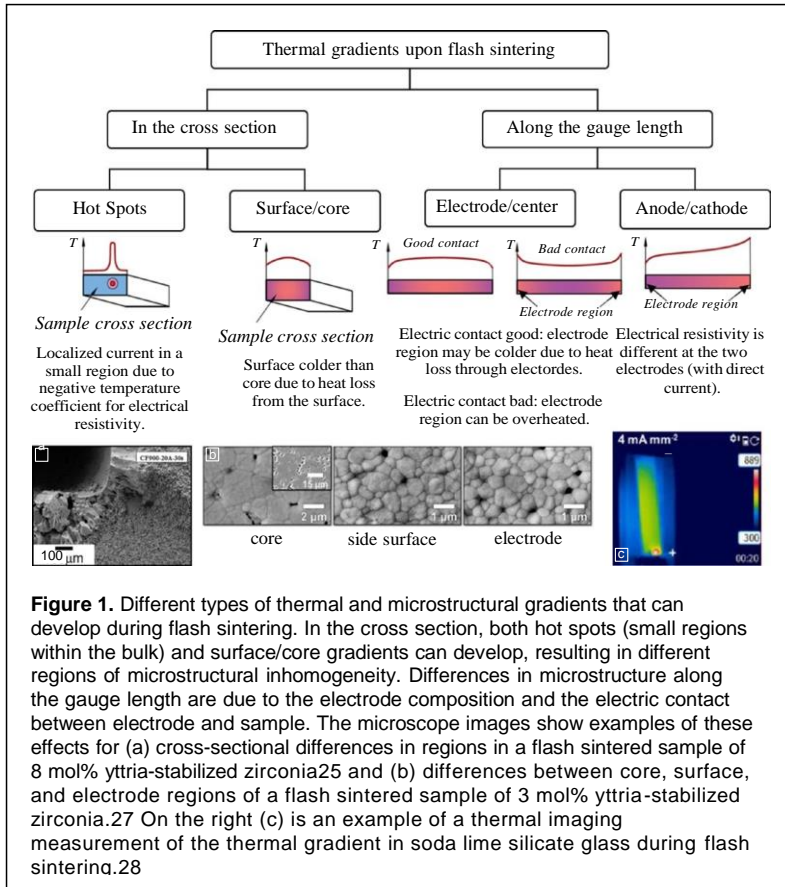 Thermal gradients upon flash sintering
In the cross section
Along the gauge length
Hot Spots
Surface/core
Electrode/center
Anode/cathode
T
Sample cross section
Localized current in a
small region due to
negative temperature
coefficient for electrical
resistivity.
T
Sample cross section
Surface colder than
core due to heat loss
from the surface.
T
Good contact
T
Bad contact
Electrode region
Electric contact good: electrode
region may be colder due to heat
loss through electordes.
Electric contact bad: electrode
region can be overheated.
T
Electrode region
Electrical resistivity is
different at the two
electrodes (with direct
current).
a
100 μm
b
15 μm
2 μm
1 μm
1 μm
core
side surface
electrode
4 mA mm-2
889
300
00:20
c
Figure 1. Different types of thermal and microstructural gradients that can
develop during flash sintering. In the cross section, both hot spots (small regions
within the bulk) and surface/core gradients can develop, resulting in different
regions of microstructural inhomogeneity. Differences in microstructure along
the gauge length are due to the electrode composition and the electric contact
between electrode and sample. The microscope images show examples of these
effects for (a) cross-sectional differences in regions in a flash sintered sample of
8 mol% yttria-stabilized zirconia25 and (b) differences between core, surface,
and electrode regions of a flash sintered sample of 3 mol% yttria-stabilized
zirconia.27 On the right (c) is an example of a thermal imaging
measurement of the thermal gradient in soda lime silicate glass during flash
sintering.28